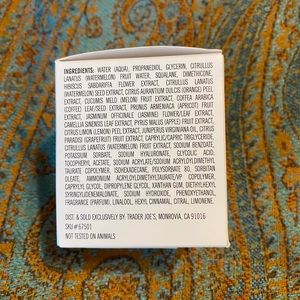 INGREDIENTS: WATER (AQUA), PROPANEDIOL, GLYCERIN, CITRULLUS
LANATUS (WATERMELON) FRUIT WATER, SQUALANE, DIMETHICONE,
HIBISCUS SABDARIFFA FLOWER EXTRACT, CITRULLUS LANATUS
(WATERMELON) SEED EXTRACT, CITRUS AURANTIUM DULCIS (ORANGE) PEEL
EXTRACT, CUCUMIS MELO (MELON) FRUIT EXTRACT, COFFEA ARABICA
(COFFEE) LEAF/SEED EXTRACT, PRUNUS ARMENIACA (APRICOT) FRUIT
EXTRACT, JASMINUM OFFICINALE (JASMINE) FLOWER/LEAF EXTRACT,
CAMELLIA SINENSIS LEAF EXTRACT, PYRUS MALUS (APPLE) FRUIT EXTRACT,
CITRUS LIMON (LEMON) PEEL EXTRACT, JUNIPERUS VIRGINIANA OIL, CITRUS
PARADISI (GRAPEFRUIT) FRUIT EXTRACT, CAPRYLIC/CAPRIC TRIGLYCERIDE,
CITRULLUS LANATUS (WATERMELON) SEED EXTRACT, SODIUM BENZOATE,
POTASSIUM SORBATE, SODIUM HYALURONATE, GLYCOLIC ACID,
TOCOPHERYL ACETATE, SODIUM ACRYLATE/SODIUM ACRYLOYLDIMETHYL
TAURATE COPOLYMER, ISOHEXADECANE, POLYSORBATE 80, SORBITAN
OLEATE, AMMONIUM ACRYLOYLDIMETHYLTAURATE/VP COPOLYMER,
CAPRYLYL GLYCOL, DIPROPYLENE GLYCOL, XANTHAN GUM, DIETHYLHEXYL
SYRINGYLIDENEMALONATE, SODIUM HYDROXIDE, PHENOXYETHANOL,
FRAGRANCE (PARFUM), LINALOOL, HEXYL CINNAMAL, CITRAL, LIMONENE.
DIST. & SOLD EXCLUSIVELY BY: TRADER JOE'S, MONROVIA, CA 91016
SKU# 67501
NOT TESTED ON ANIMALS